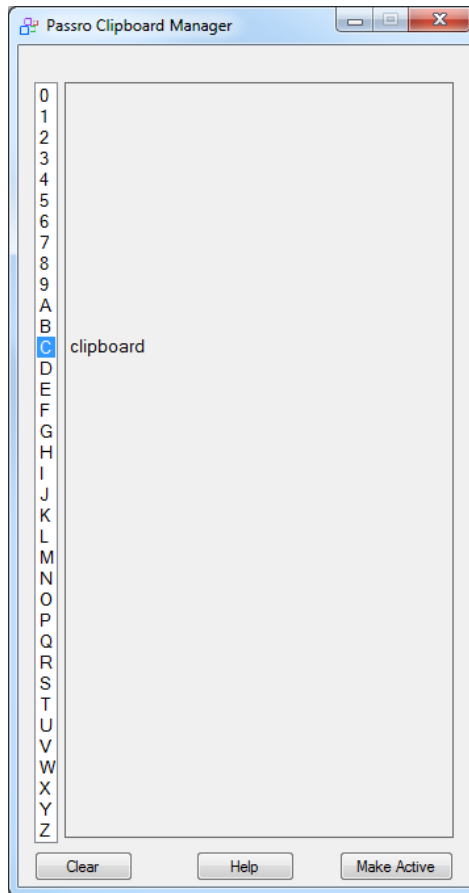 Passro Clipboard Manager
0
1
2
3
4
5
6
7
8
9
A
B
C clipboard
D
E
F
G
H
I
J
K
L
M
N
O
P
Q
R
S
T
U
V
W
X
Y
Z
Clear Help Make Active